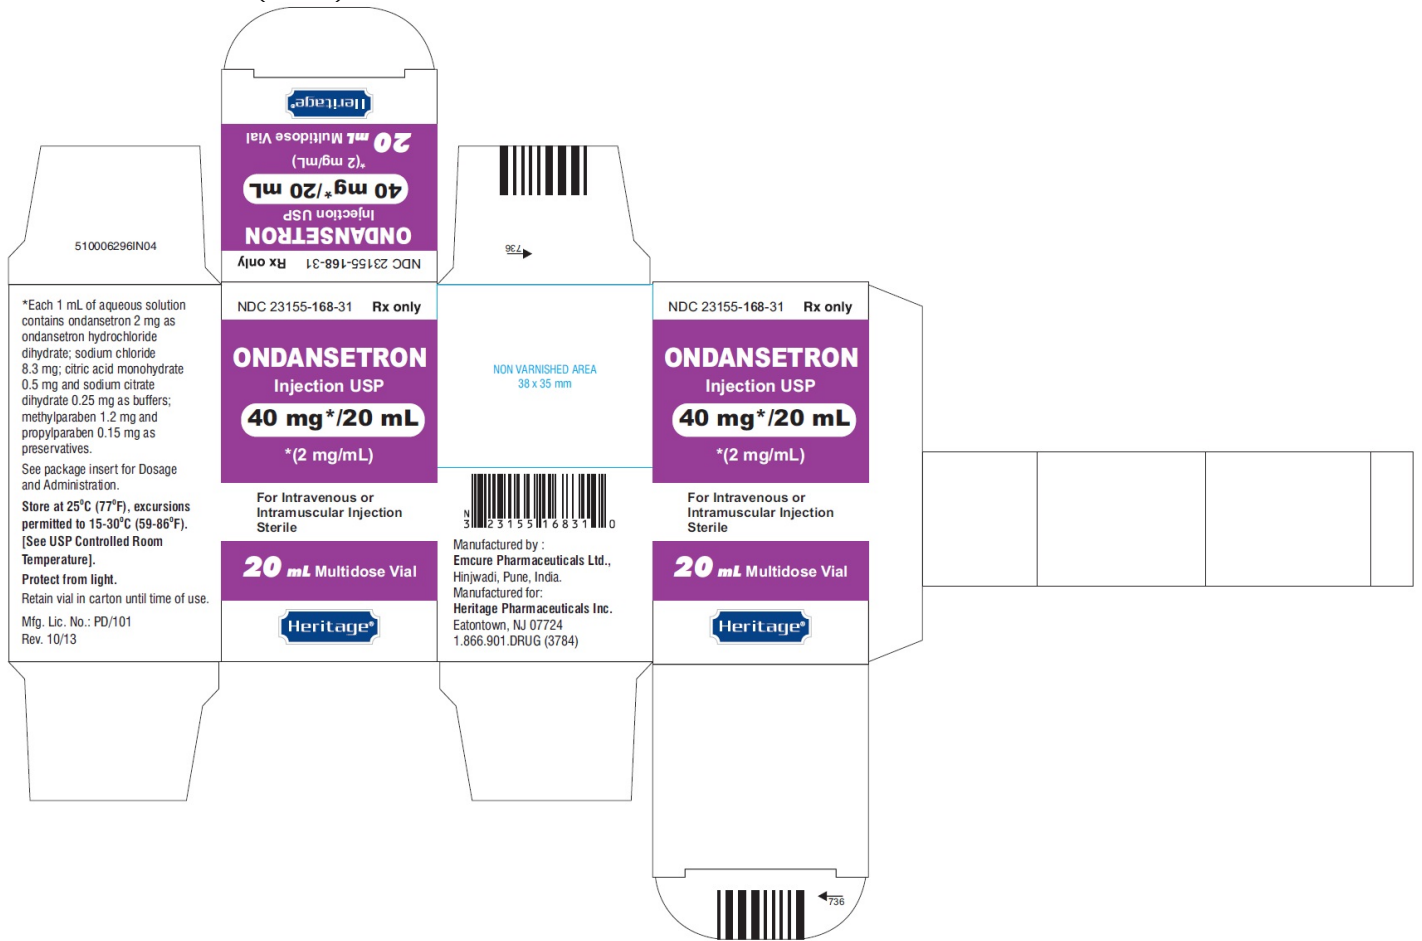 Heritage®
20 mL Multidose Vial
*(2 mg/mL)
40 mg*/20 mL
Injection USP
ONDANSETRON
NDC 23155-168-31 Rx only
510006296IN04
736
*Each 1 mL of aqueous solution
contains ondansetron 2 mg as
ondansetron hydrochloride
dihydrate; sodium chloride
8.3 mg; citric acid monohydrate
0.5 mg and sodium citrate
dihydrate 0.25 mg as buffers;
methylparaben 1.2 mg and
propylparaben 0.15 mg as
preservatives.
See package insert for Dosage
and Administration.
Store at 25⁰C (77⁰F), excursions
permitted to 15-30⁰C (59-86⁰F).
[See USP Controlled Room
Temperature].
Protect from light.
Retain vial in carton until time of use.
Mfg. Lic. No.: PD/101
Rev. 10/13
NDC 23155-168-31 Rx only
ONDANSETRON
Injection USP
40 mg*/20 mL
*(2 mg/mL)
For Intravenous or
Intramuscular Injection
Sterile
20 mL Multidose Vial
Heritage®
NON VARNISHED AREA
38 x 35 mm
N
3 23155 16831 0
Manufactured by :
Emcure Pharmaceuticals Ltd.,
Hinjwadi, Pune, India.
Manufactured for:
Heritage Pharmaceuticals Inc.
Eatontown, NJ 07724
1.866.901.DRUG (3784)
NDC 23155-168-31 Rx only
ONDANSETRON
Injection USP
40 mg*/20 mL
*(2 mg/mL)
For Intravenous or
Intramuscular Injection
Sterile
20 mL Multidose Vial
Heritage®
736